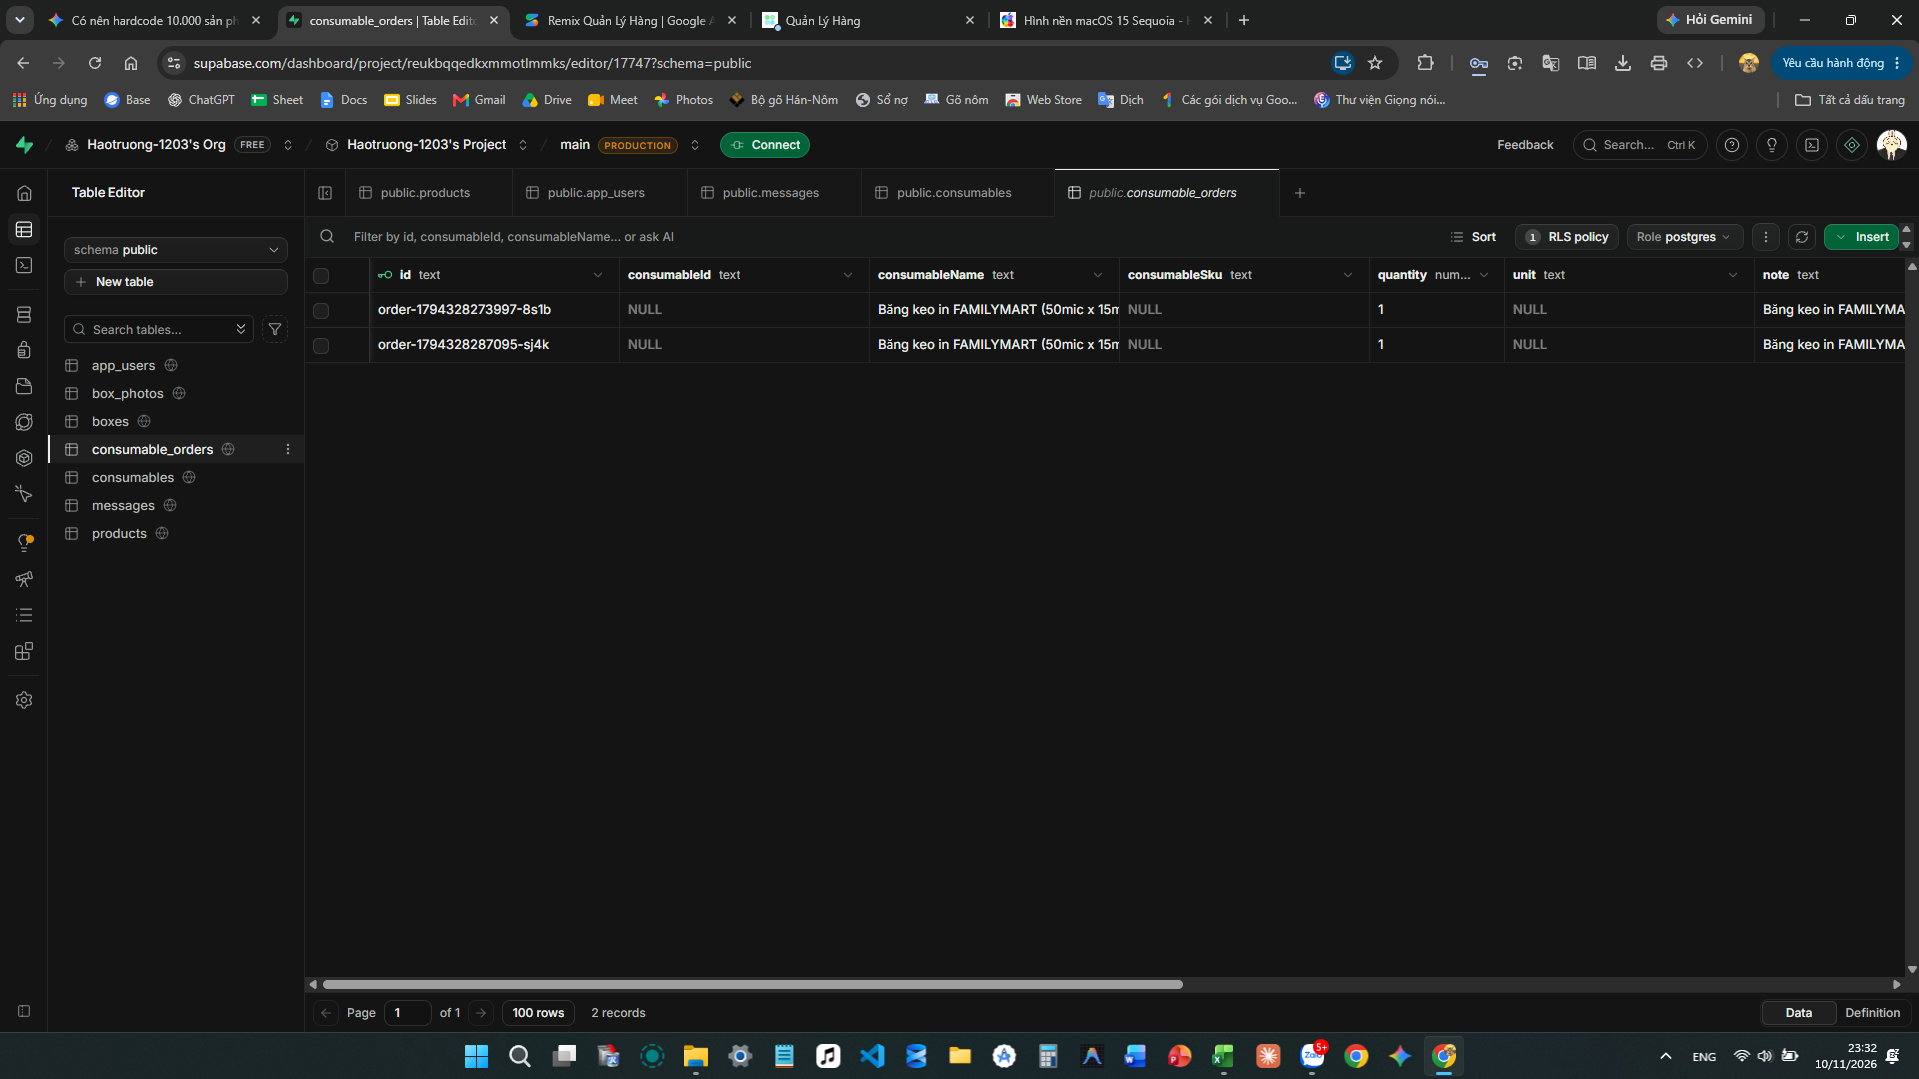 Có nên hardcode 10.000 sản ph
consumable_orders | Table Edito
Remix Quản Lý Hàng | Google A
Quản Lý Hàng
Hình nền macOS 15 Sequoia - H
Hỏi Gemini
supabase.com/dashboard/project/reukbqqedkxmmotlmmks/editor/17747?schema=public
Yêu cầu hành động
Ứng dụng
Base
ChatGPT
Sheet
Docs
Slides
Gmail
Drive
Meet
Photos
Bộ gõ Hán-Nôm
Sổ nợ
Gõ nôm
Web Store
Dịch
Các gói dịch vụ Goo...
Thư viện Giọng nói...
Tất cả dấu trang
Haotruong-1203's Org FREE
Haotruong-1203's Project
main PRODUCTION
Connect
Feedback
Search... Ctrl K
Table Editor
public.products
public.app_users
public.messages
public.consumables
public.consumable_orders
schema public
New table
Search tables...
app_users
box_photos
boxes
consumable_orders
consumables
messages
products
Filter by id, consumableId, consumableName... or ask AI
Sort
1 RLS policy
Role postgres
Insert
id text consumableId text consumableName text consumableSku text quantity num... unit text note text
order-1794328273997-8s1b NULL Băng keo in FAMILYMART (50mic x 15m NULL 1 NULL Băng keo in FAMILYMA
order-1794328287095-sj4k NULL Băng keo in FAMILYMART (50mic x 15m NULL 1 NULL Băng keo in FAMILYMA
Page 1 of 1
100 rows
2 records
Data
Definition
Zalo
5+
ENG
23:32
10/11/2026